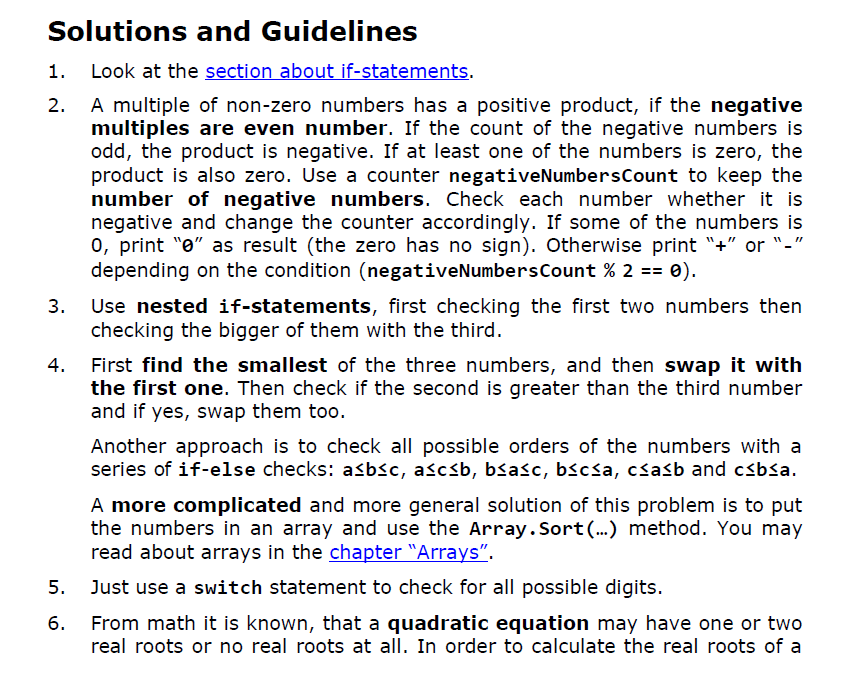 Solutions and Guidelines
1. Look at the section about if-statements.
2. A multiple of non-zero numbers has a positive product, if the negative
multiples are even number. If the count of the negative numbers is
odd, the product is negative. If at least one of the numbers is zero, the
product is also zero. Use a counter negativeNumbersCount to keep the
number of negative numbers. Check each number whether it is
negative and change the counter accordingly. If some of the numbers is
0, print “0” as result (the zero has no sign). Otherwise print “+” or “-”
depending on the condition (negativeNumbersCount % 2 == 0).
3. Use nested if-statements, first checking the first two numbers then
checking the bigger of them with the third.
4. First find the smallest of the three numbers, and then swap it with
the first one. Then check if the second is greater than the third number
and if yes, swap them too.
Another approach is to check all possible orders of the numbers with a
series of if-else checks: a≤b≤c, a≤c≤b, b≤a≤c, b≤c≤a, c≤a≤b and c≤b≤a.
A more complicated and more general solution of this problem is to put
the numbers in an array and use the Array.Sort(…) method. You may
read about arrays in the chapter “Arrays”.
5. Just use a switch statement to check for all possible digits.
6. From math it is known, that a quadratic equation may have one or two
real roots or no real roots at all. In order to calculate the real roots of a